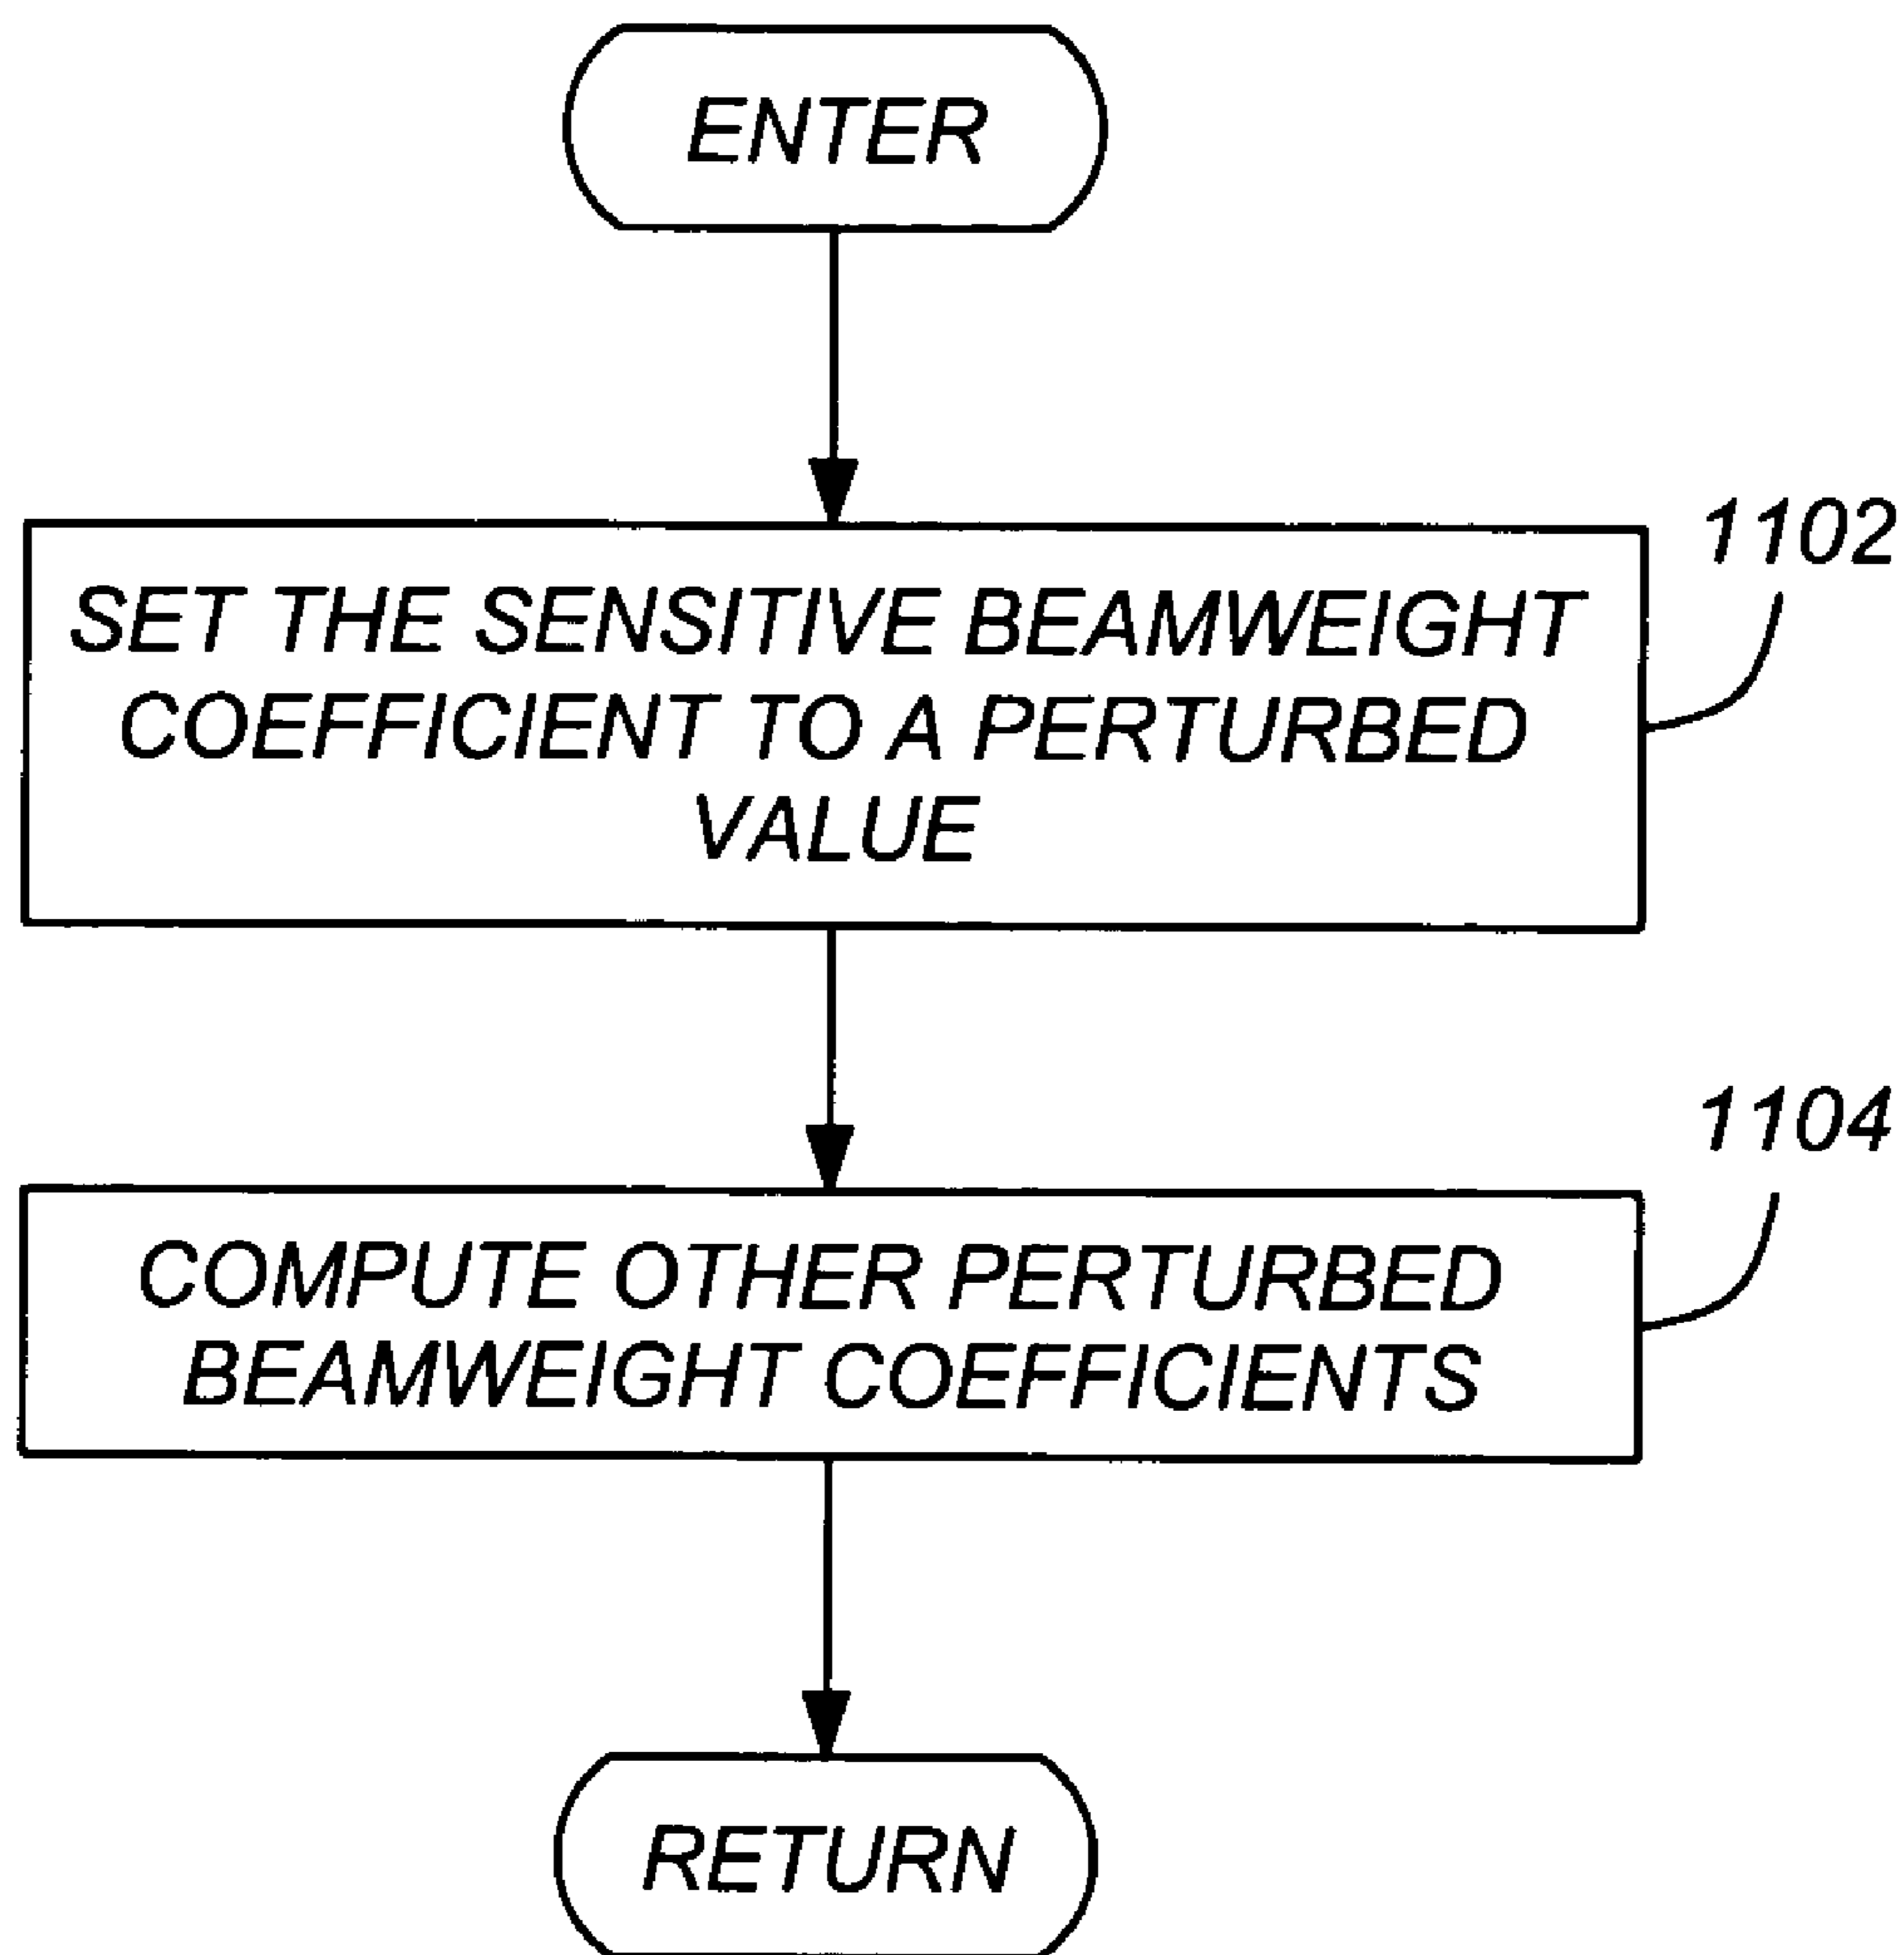 ENTER
1102
SET THE SENSITIVE BEAMWEIGHT
COEFFICIENT TO A PERTURBED
VALUE
1104
COMPUTE OTHER PERTURBED
BEAMWEIGHT COEFFICIENTS
RETURN